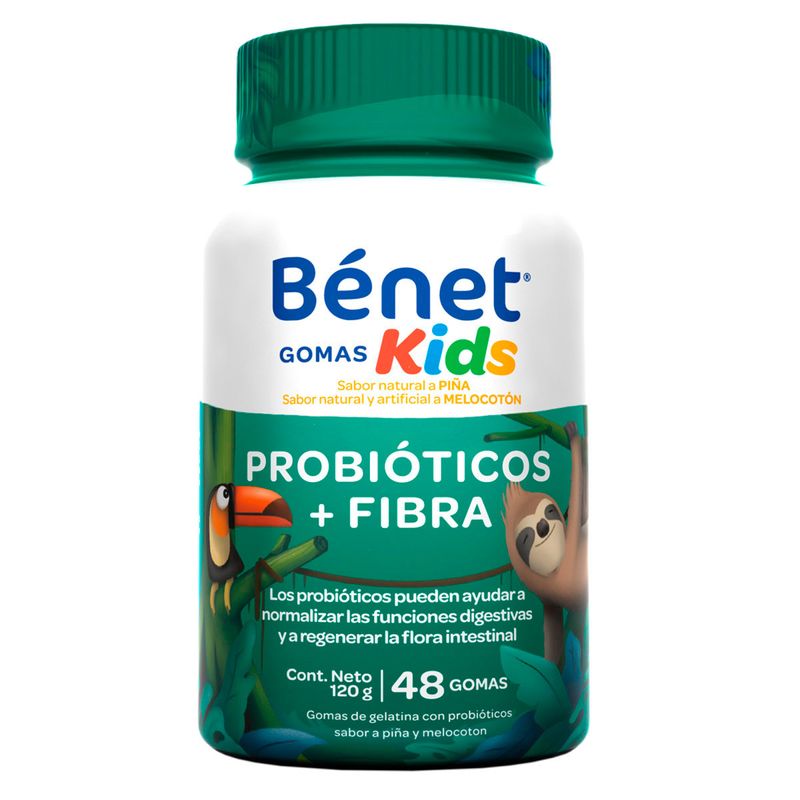 Bénet®
GOMAS Kids
Sabor natural a PIÑA
Sabor natural y artificial a MELOCOTÓN
PROBIÓTICOS
+ FIBRA
Los probióticos pueden ayudar a
normalizar las funciones digestivas
y a regenerar la flora intestinal
Cont. Neto
120 g | 48 GOMAS
Gomas de gelatina con probióticos
sabor a piña y melocoton